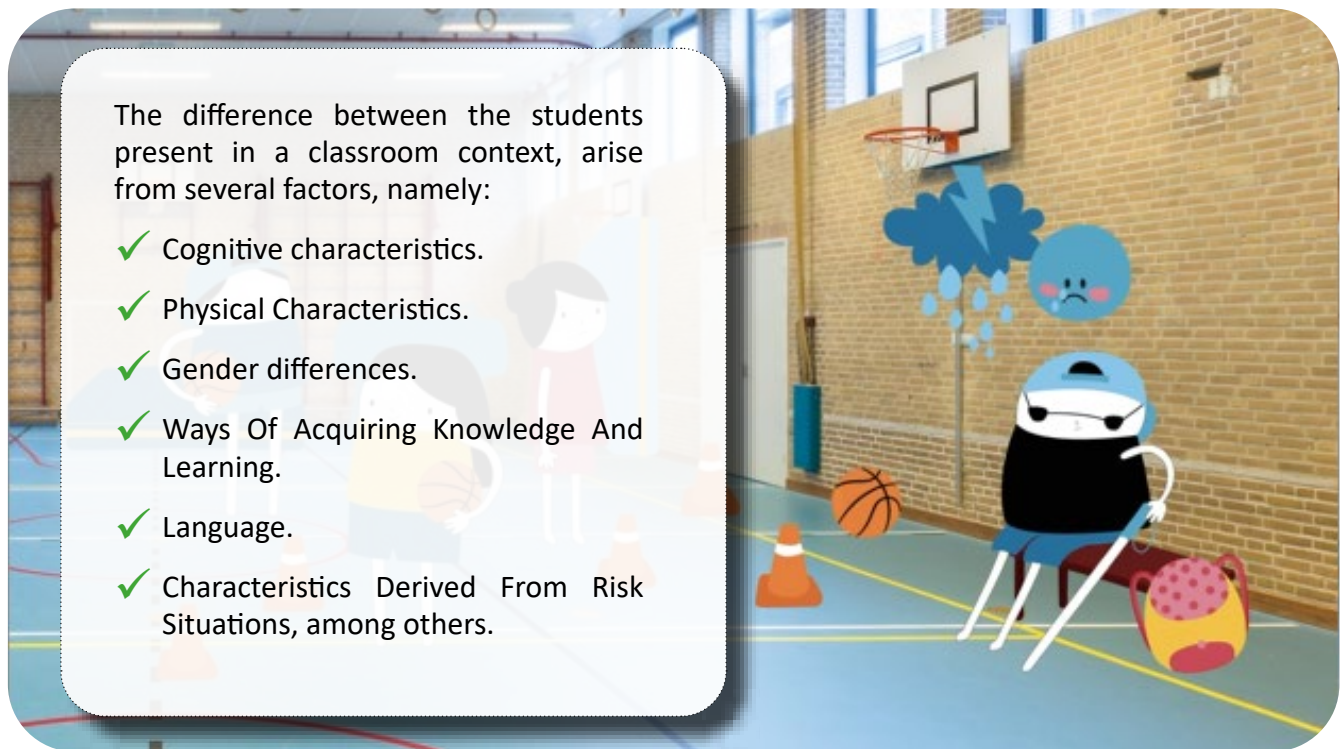 The difference between the students
present in a classroom context, arise
from several factors, namely:
Cognitive characteristics.
Physical Characteristics.
Gender differences.
Ways Of Acquiring Knowledge And
Learning.
Language.
Characteristics Derived From Risk
Situations, among others.